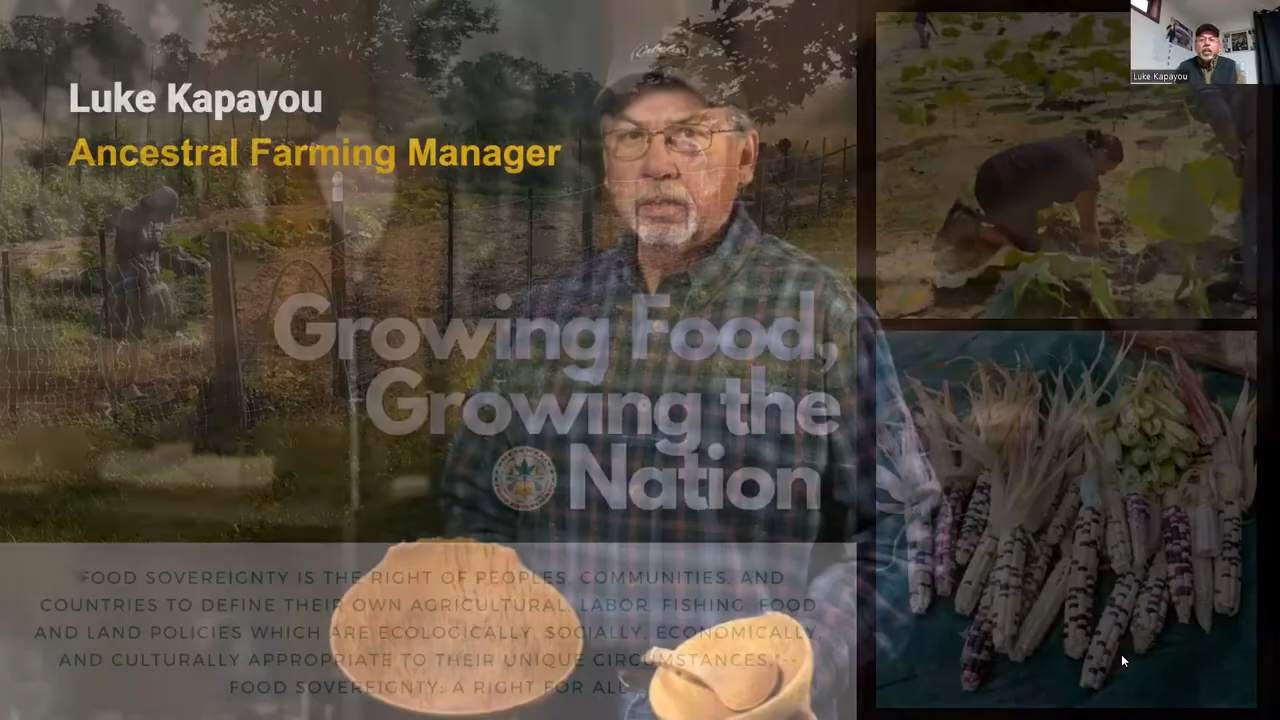 Luke Kapayou
Ancestral Farming Manager
Luke Kapayou
Growing Food,
Growing the
Nation
FOOD SOVEREIGNTY IS THE RIGHT OF PEOPLES, COMMUNITIES, AND
COUNTRIES TO DEFINE THEIR OWN AGRICULTURAL, LABOR, FISHING, FOOD
AND LAND POLICIES WHICH ARE ECOLOGICALLY, SOCIALLY, ECONOMICALLY
AND CULTURALLY APPROPRIATE TO THEIR UNIQUE CIRCUMSTANCES." --
FOOD SOVEREIGNTY: A RIGHT FOR ALL